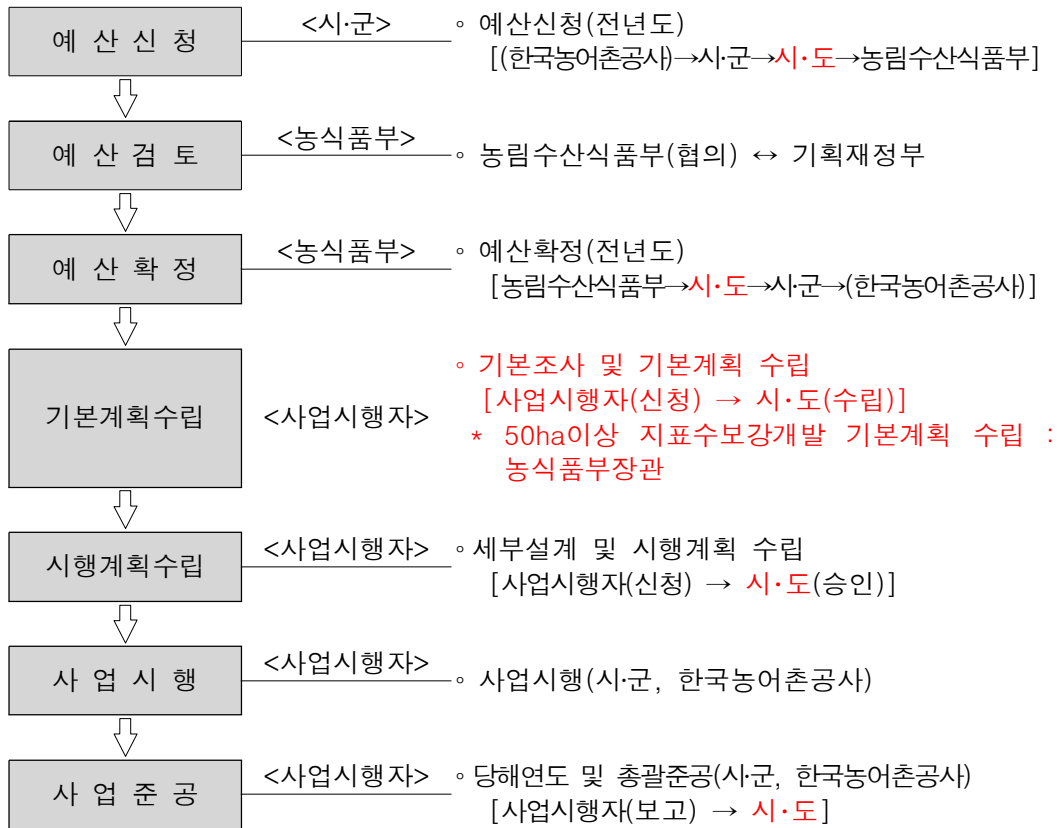 예 산 신 청
<시·군>
◦ 예산신청(전년도)
[(한국농어촌공사)→시·군→시·도→농림수산식품부]
예 산 검 토
<농식품부>
◦ 농림수산식품부(협의) ↔ 기획재정부
예 산 확 정
<농식품부>
◦ 예산확정(전년도)
[농림수산식품부→시·도→시·군→(한국농어촌공사)]
기본계획수립
<사업시행자>
◦ 기본조사 및 기본계획 수립
[사업시행자(신청) → 시·도(수립)]
* 50ha이상 지표수보강개발 기본계획 수립 :
농식품부장관
시행계획수립
<사업시행자>
◦ 세부설계 및 시행계획 수립
[사업시행자(신청) → 시·도(승인)]
사 업 시 행
<사업시행자>
◦ 사업시행(시·군, 한국농어촌공사)
사 업 준 공
<사업시행자>
◦ 당해연도 및 총괄준공(시·군, 한국농어촌공사)
[사업시행자(보고) → 시·도]